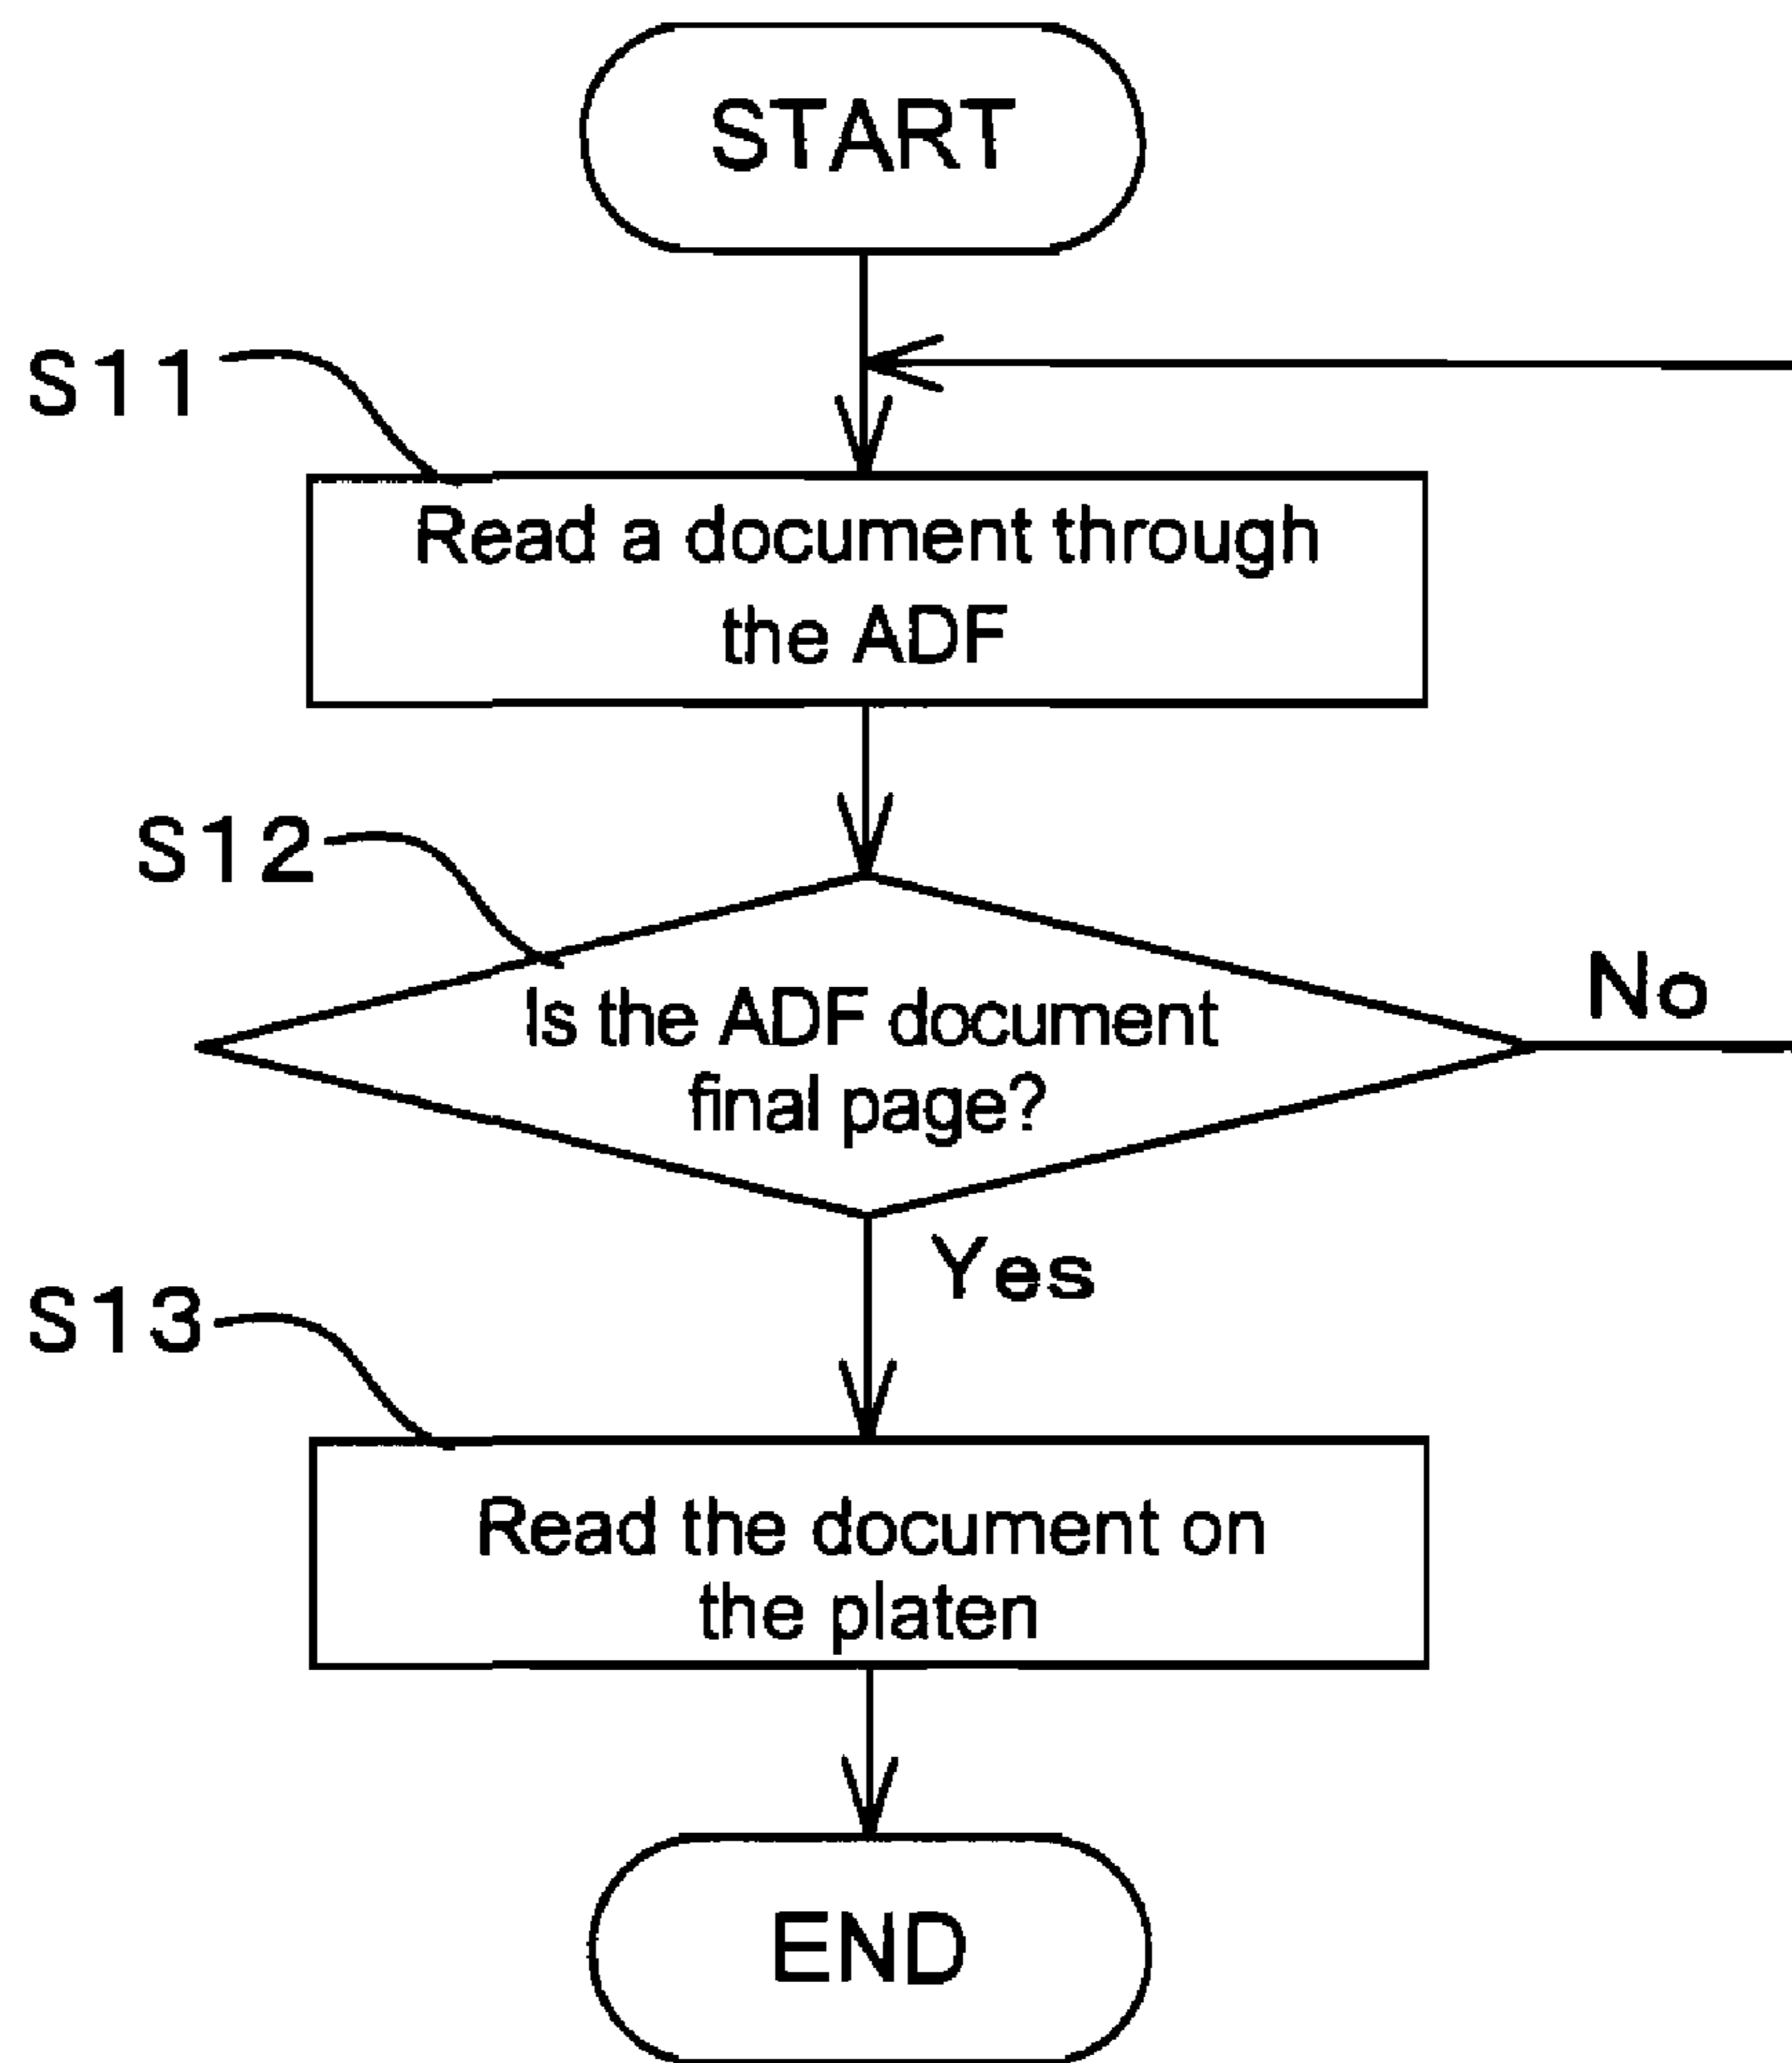 START
S11
Read a document through
the ADF
S12
Is the ADF document
final page?
No
Yes
S13
Read the document on
the platen
END